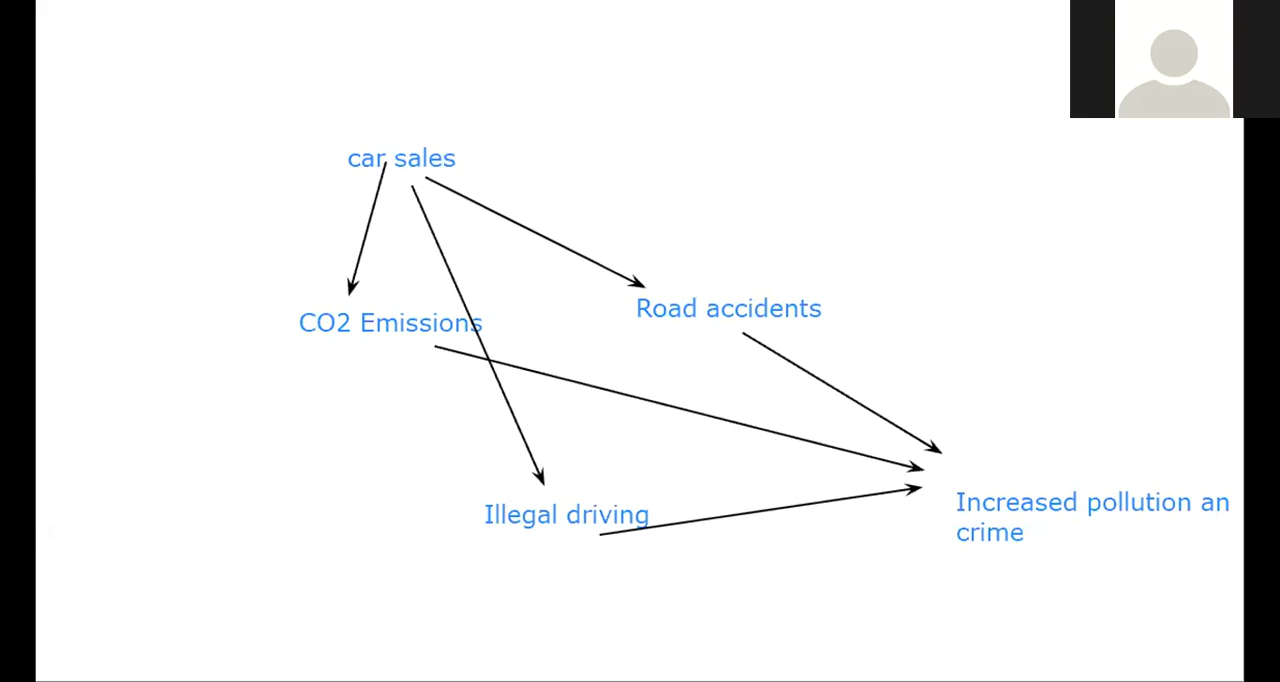 car sales
Road accidents
CO2 Emissions
Illegal driving
Increased pollution an
crime